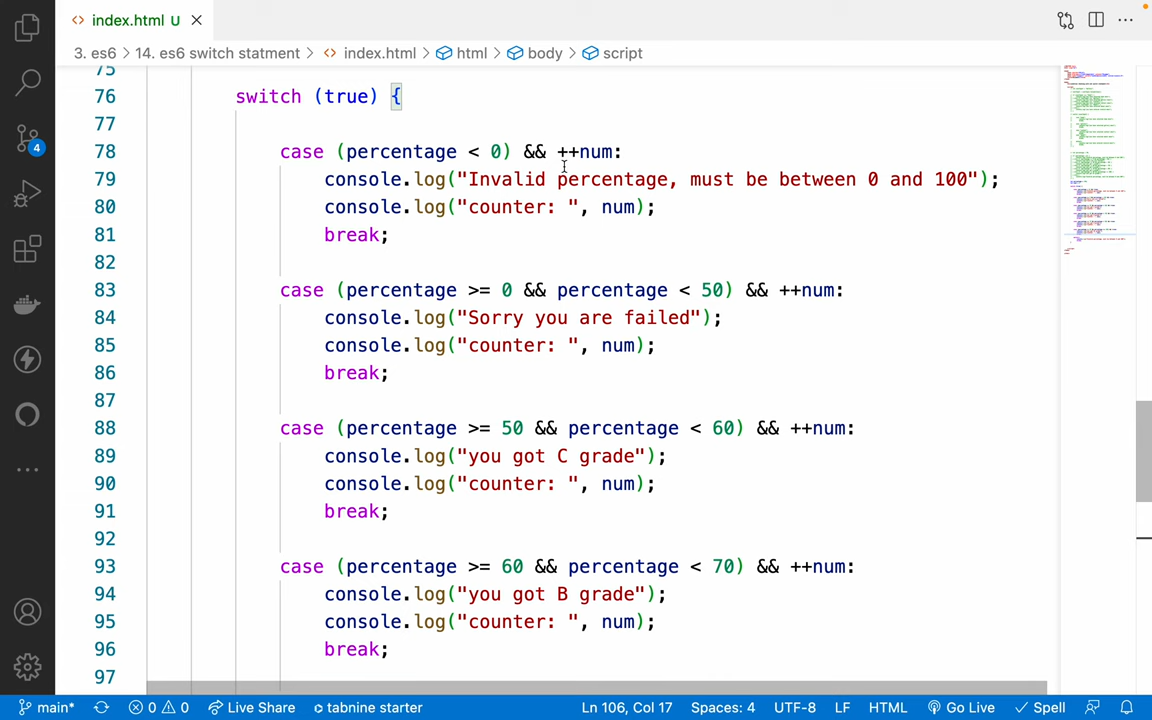 index.html U
3. es6 > 14. es6 switch statment > index.html > html > body > script
75
76 switch (true) {
77
78 case (percentage < 0) && ++num:
79 console.log("Invalid percentage, must be between 0 and 100");
80 console.log("counter: ", num);
81 break;
82
83 case (percentage >= 0 && percentage < 50) && ++num:
84 console.log("Sorry you are failed");
85 console.log("counter: ", num);
86 break;
87
88 case (percentage >= 50 && percentage < 60) && ++num:
89 console.log("you got C grade");
90 console.log("counter: ", num);
91 break;
92
93 case (percentage >= 60 && percentage < 70) && ++num:
94 console.log("you got B grade");
95 console.log("counter: ", num);
96 break;
97
4
main* 0 0 Live Share tabnine starter Ln 106, Col 17 Spaces: 4 UTF-8 LF HTML Go Live Spell